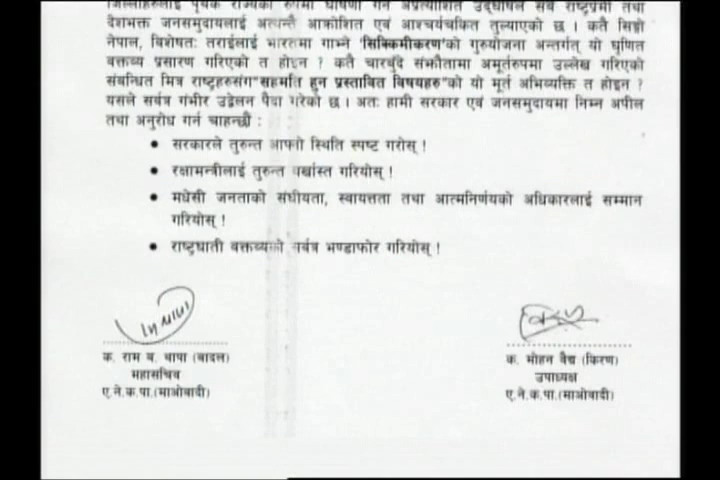 जिल्लाहरुलाई पृथक राज्यको रुपमा घोषणा गर्ने अप्रत्याशित उद्घोषले सबै राष्ट्रप्रेमी तथा
देशभक्त जनसमुदायलाई अत्यन्तै आक्रोशित एवं आश्चर्यचकित तुल्याएको छ । कतै सिङ्गो
नेपाल, विशेषतः तराईलाई भारतमा गाभ्ने 'सिक्किमीकरण'को गुरुयोजना अन्तर्गत् यो घृणित
वक्तव्य प्रसारण गरिएको त होइन ? कतै चारबुँदे संझौतामा अमूर्तरुपमा उल्लेख गरिएको
संबन्धित मित्र राष्ट्रहरुसंग"सहमति हुन प्रस्तावित विषयहरु"को यो मूर्त अभिव्यक्ति त होइन ?
यसले सर्वत्र गंभीर उद्वेलन पैदा गरेको छ । अतः हामी सरकार एवं जनसमुदायमा निम्न अपील
तथा अनुरोध गर्न चाहन्छौं :
• सरकारले तुरुन्त आफ्नो स्थिति स्पष्ट गरोस् !
• रक्षामन्त्रीलाई तुरुन्त बर्खास्त गरियोस् !
• मधेसी जनताको संघीयता, स्वायत्तता तथा आत्मनिर्णयको अधिकारलाई सम्मान
गरियोस् !
• राष्ट्रघाती वक्तव्यको सर्वत्र भण्डाफोर गरियोस् !
क. राम ब. थापा (बादल)
महासचिव
ए.ने.क.पा.(माओवादी)
क. मोहन बैद्य (किरण)
उपाध्यक्ष
ए.ने.क.पा.(माओवादी)